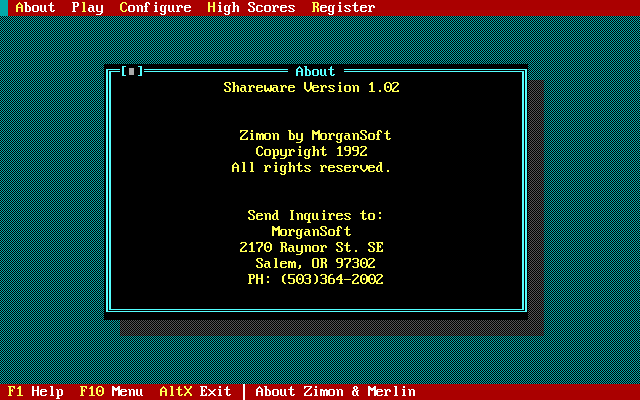 About Play Configure High Scores Register
[■] About
Shareware Version 1.02
Zimon by MorganSoft
Copyright 1992
All rights reserved.
Send Inquires to:
MorganSoft
2170 Raynor St. SE
Salem, OR 97302
PH: (503)364-2002
F1 Help F10 Menu AltX Exit │ About Zimon & Merlin